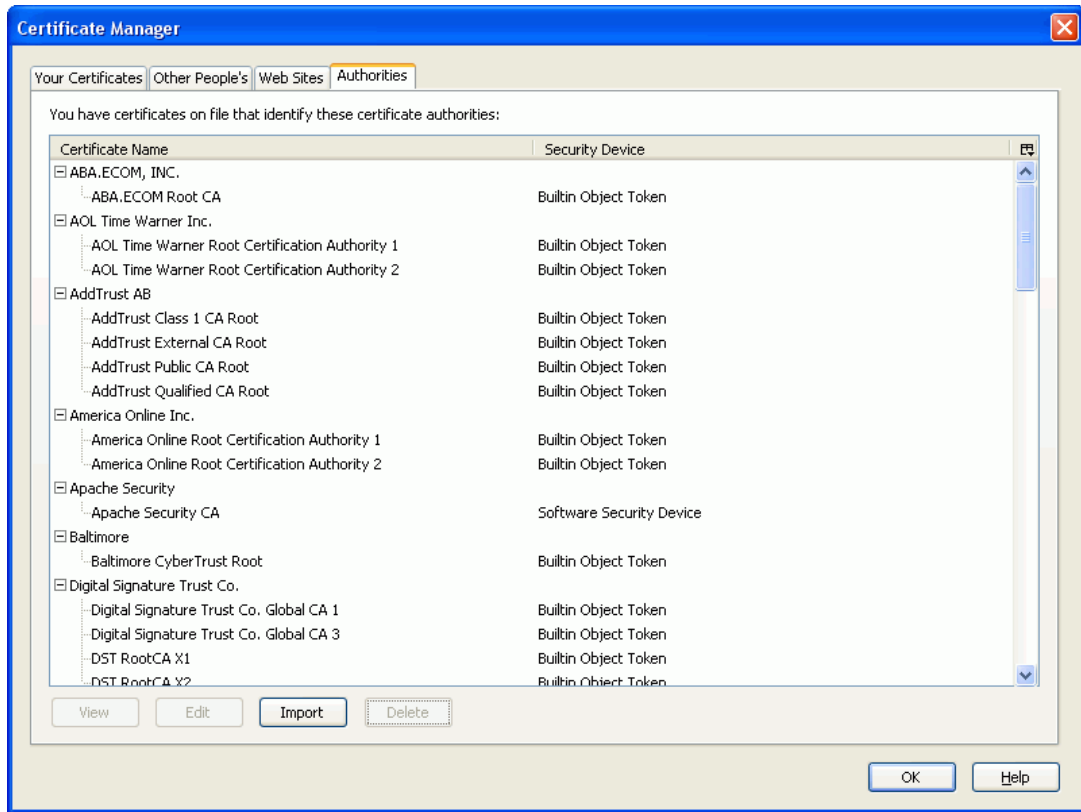 Certificate Manager
Your Certificates Other People's Web Sites Authorities
You have certificates on file that identify these certificate authorities:
Certificate Name Security Device
ABA.ECOM, INC.
ABA.ECOM Root CA Builtin Object Token
AOL Time Warner Inc.
AOL Time Warner Root Certification Authority 1 Builtin Object Token
AOL Time Warner Root Certification Authority 2 Builtin Object Token
AddTrust AB
AddTrust Class 1 CA Root Builtin Object Token
AddTrust External CA Root Builtin Object Token
AddTrust Public CA Root Builtin Object Token
AddTrust Qualified CA Root Builtin Object Token
America Online Inc.
America Online Root Certification Authority 1 Builtin Object Token
America Online Root Certification Authority 2 Builtin Object Token
Apache Security
Apache Security CA Software Security Device
Baltimore
Baltimore CyberTrust Root Builtin Object Token
Digital Signature Trust Co.
Digital Signature Trust Co. Global CA 1 Builtin Object Token
Digital Signature Trust Co. Global CA 3 Builtin Object Token
DST RootCA X1 Builtin Object Token
DST RootCA X2 Builtin Object Token
View Edit Import Delete
OK Help